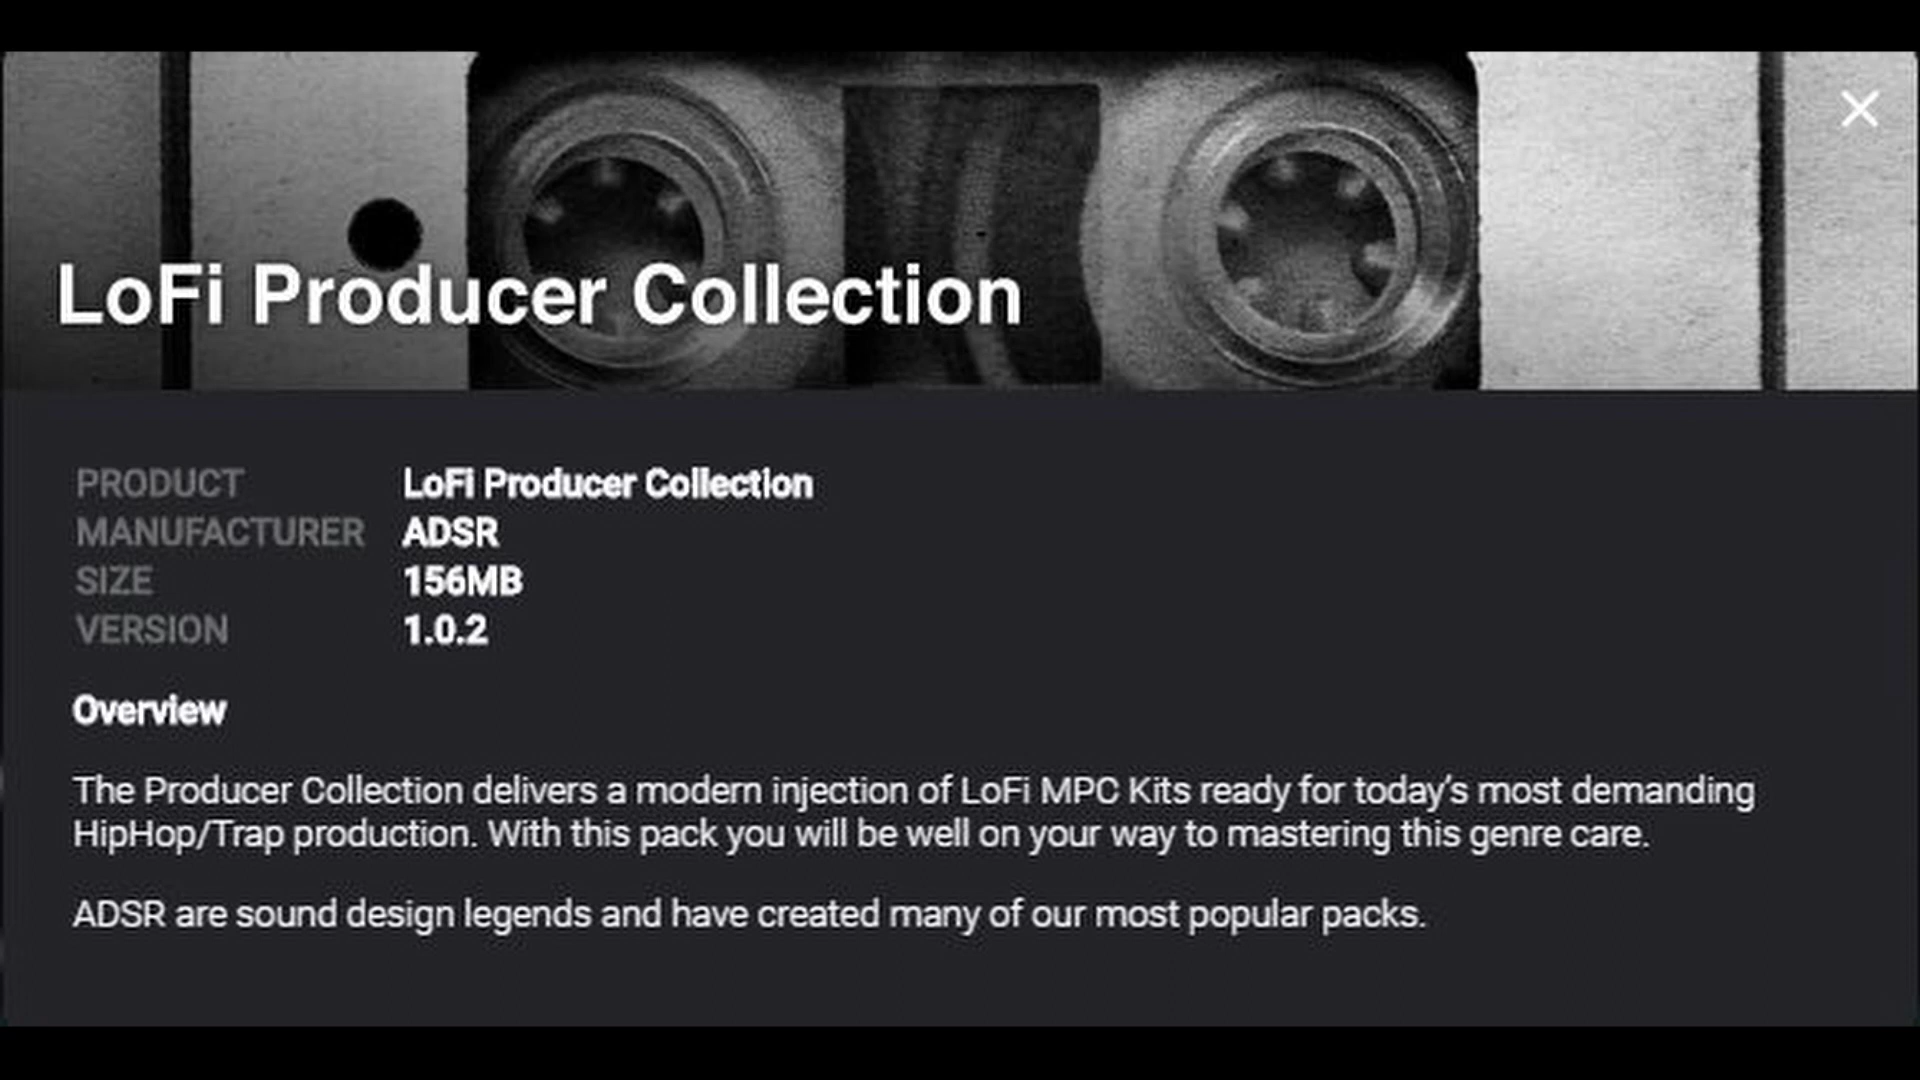 LoFi Producer Collection
PRODUCT LoFi Producer Collection
MANUFACTURER ADSR
SIZE 156MB
VERSION 1.0.2
Overview
The Producer Collection delivers a modern injection of LoFi MPC Kits ready for today's most demanding
HipHop/Trap production. With this pack you will be well on your way to mastering this genre care.
ADSR are sound design legends and have created many of our most popular packs.